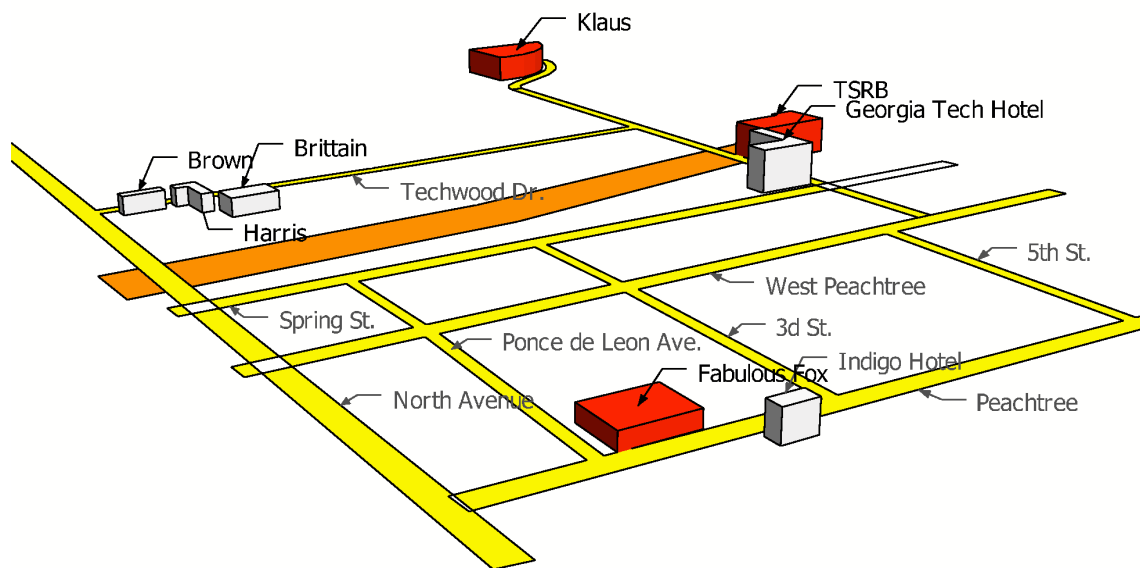 Klaus
TSRB
Georgia Tech Hotel
Brown
Brittain
Techwood Dr.
Harris
5th St.
West Peachtree
Spring St.
3d St.
Ponce de Leon Ave.
Indigo Hotel
Fabulous Fox
North Avenue
Peachtree